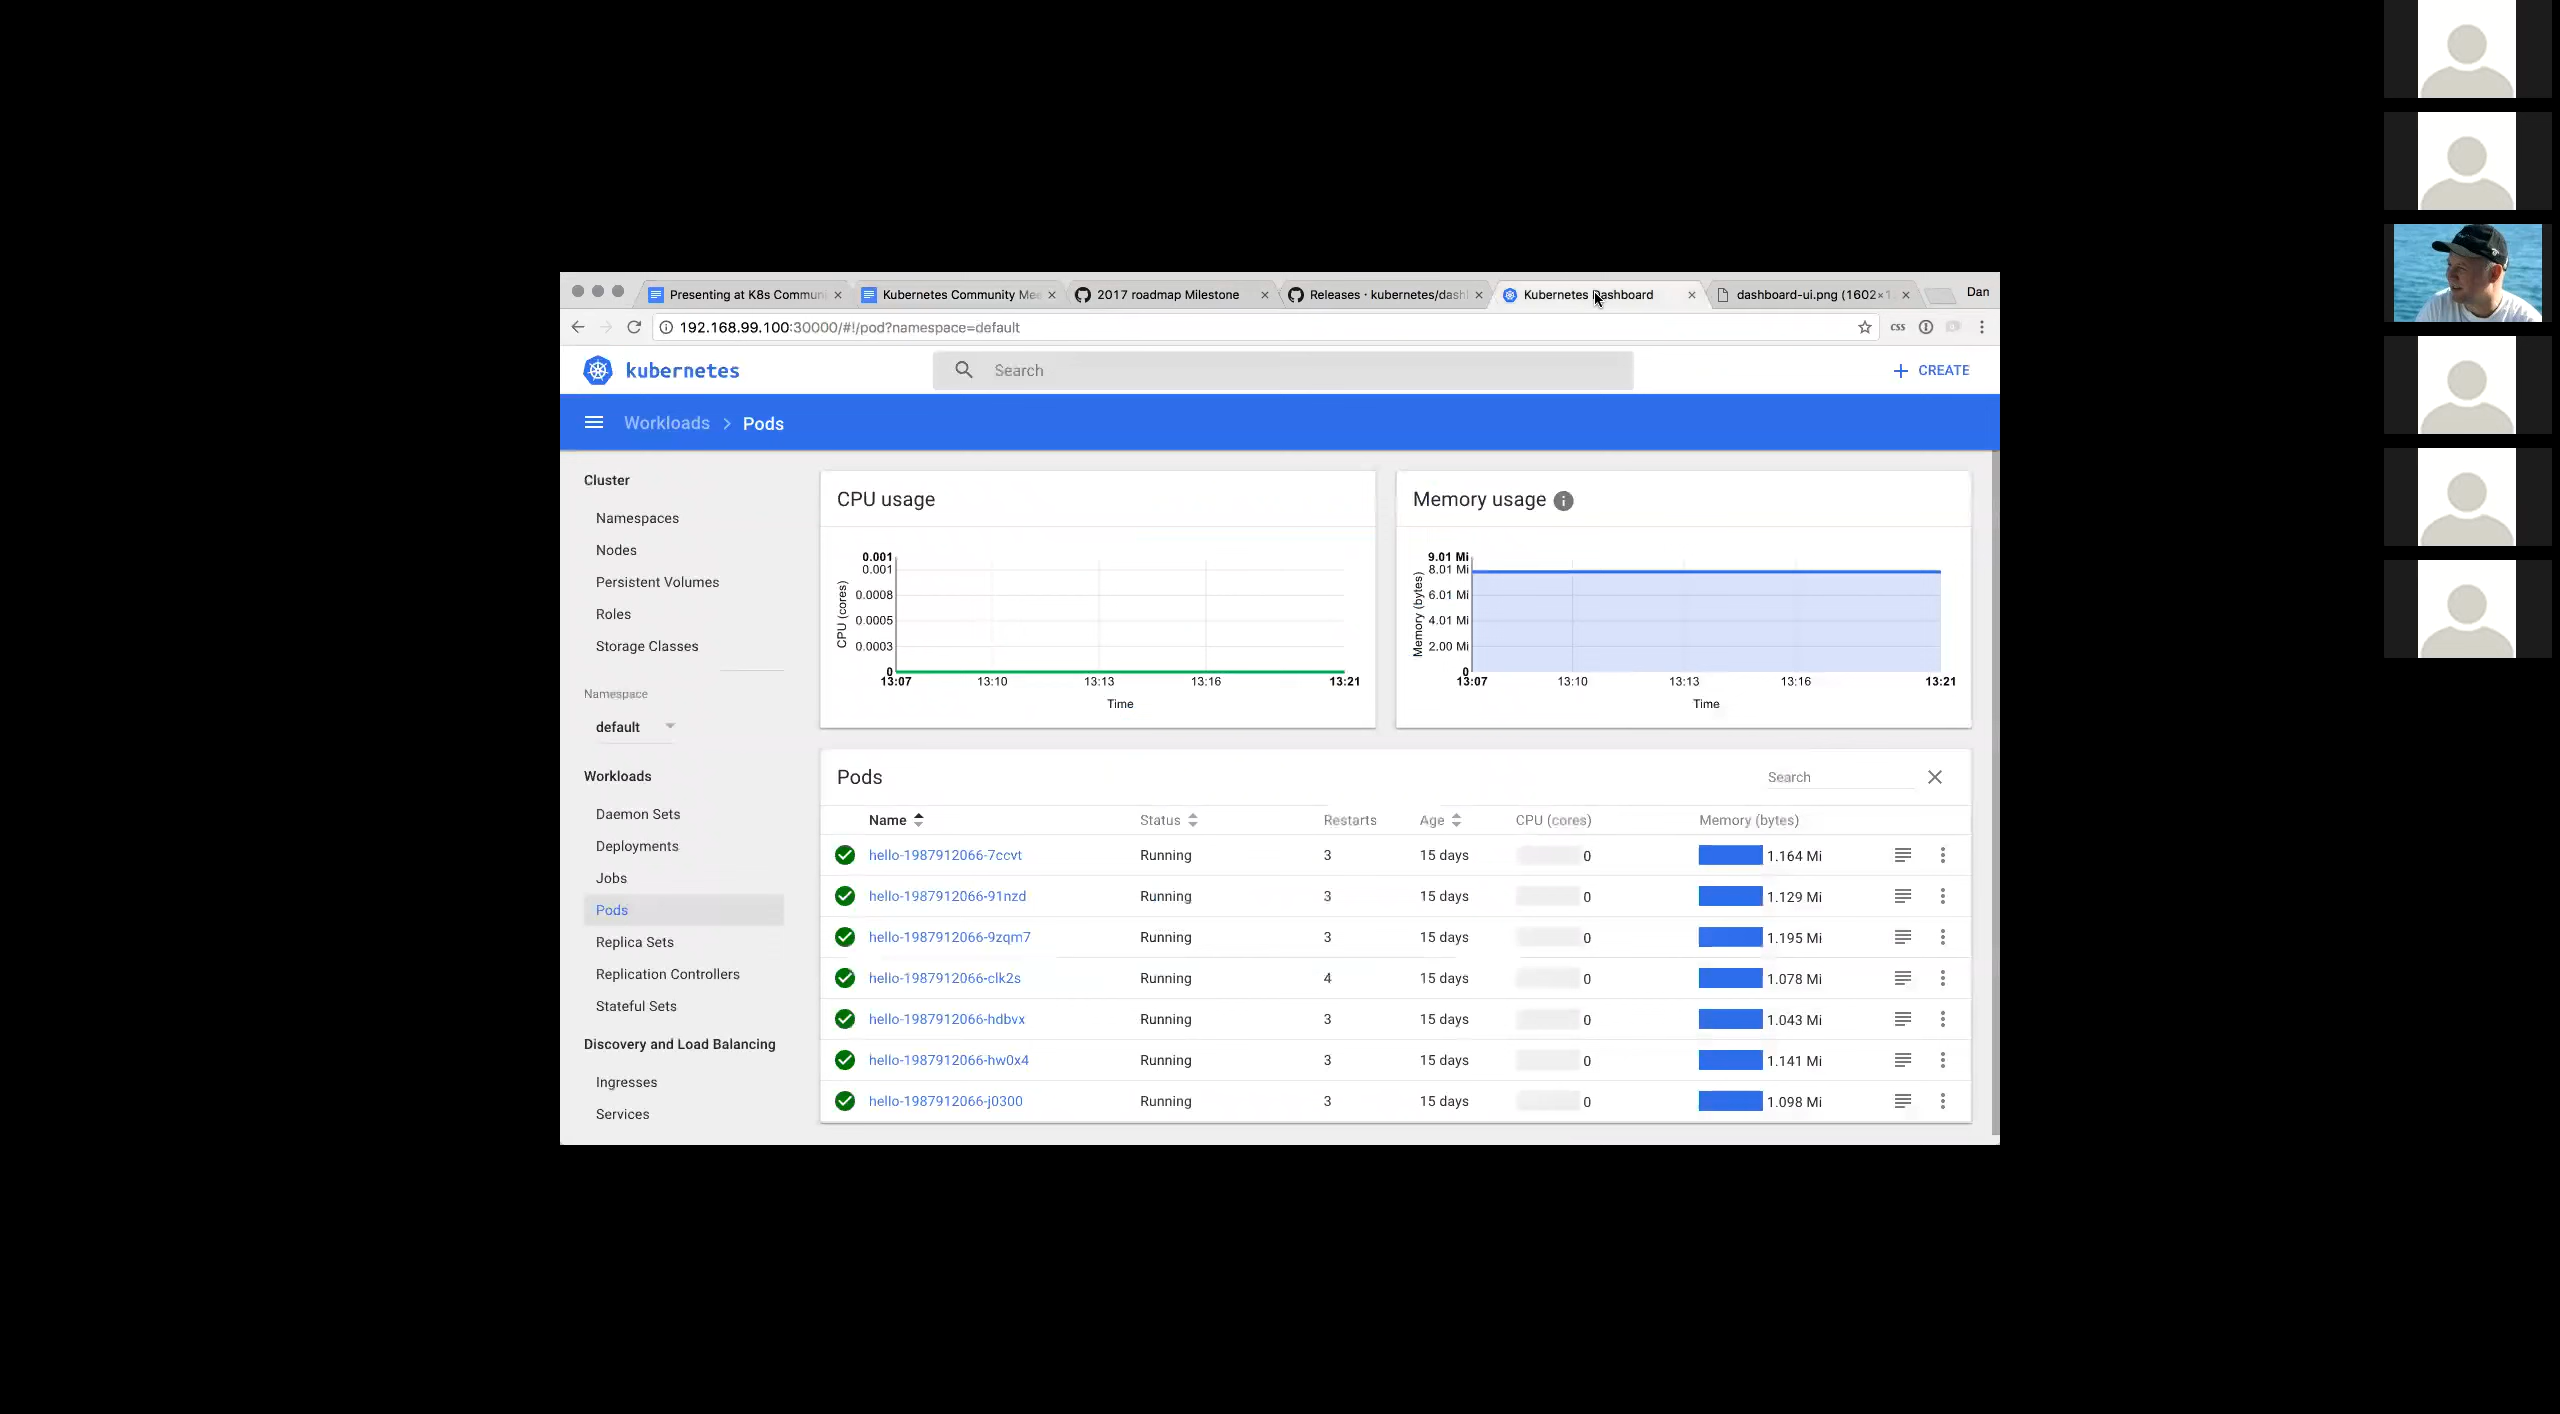 Presenting at K8s Commun
Kubernetes Community Mee
2017 roadmap Milestone
Releases · kubernetes/dash
Kubernetes Dashboard
dashboard-ui.png (1602×1
Dan
192.168.99.100:30000/#!/pod?namespace=default
css
kubernetes
Search
+ CREATE
Workloads > Pods
Cluster
Namespaces
Nodes
Persistent Volumes
Roles
Storage Classes
Namespace
default
Workloads
Daemon Sets
Deployments
Jobs
Pods
Replica Sets
Replication Controllers
Stateful Sets
Discovery and Load Balancing
Ingresses
Services
CPU usage
CPU (cores)
0.001
0.001
0.0008
0.0005
0.0003
0
13:07 13:10 13:13 13:16 13:21
Time
Memory usage
Memory (bytes)
9.01 Mi
8.01 Mi
6.01 Mi
4.01 Mi
2.00 Mi
0
13:07 13:10 13:13 13:16 13:21
Time
Pods
Search
Name Status Restarts Age CPU (cores) Memory (bytes)
hello-1987912066-7ccvt Running 3 15 days 0 1.164 Mi
hello-1987912066-91nzd Running 3 15 days 0 1.129 Mi
hello-1987912066-9zqm7 Running 3 15 days 0 1.195 Mi
hello-1987912066-clk2s Running 4 15 days 0 1.078 Mi
hello-1987912066-hdbvx Running 3 15 days 0 1.043 Mi
hello-1987912066-hw0x4 Running 3 15 days 0 1.141 Mi
hello-1987912066-j0300 Running 3 15 days 0 1.098 Mi